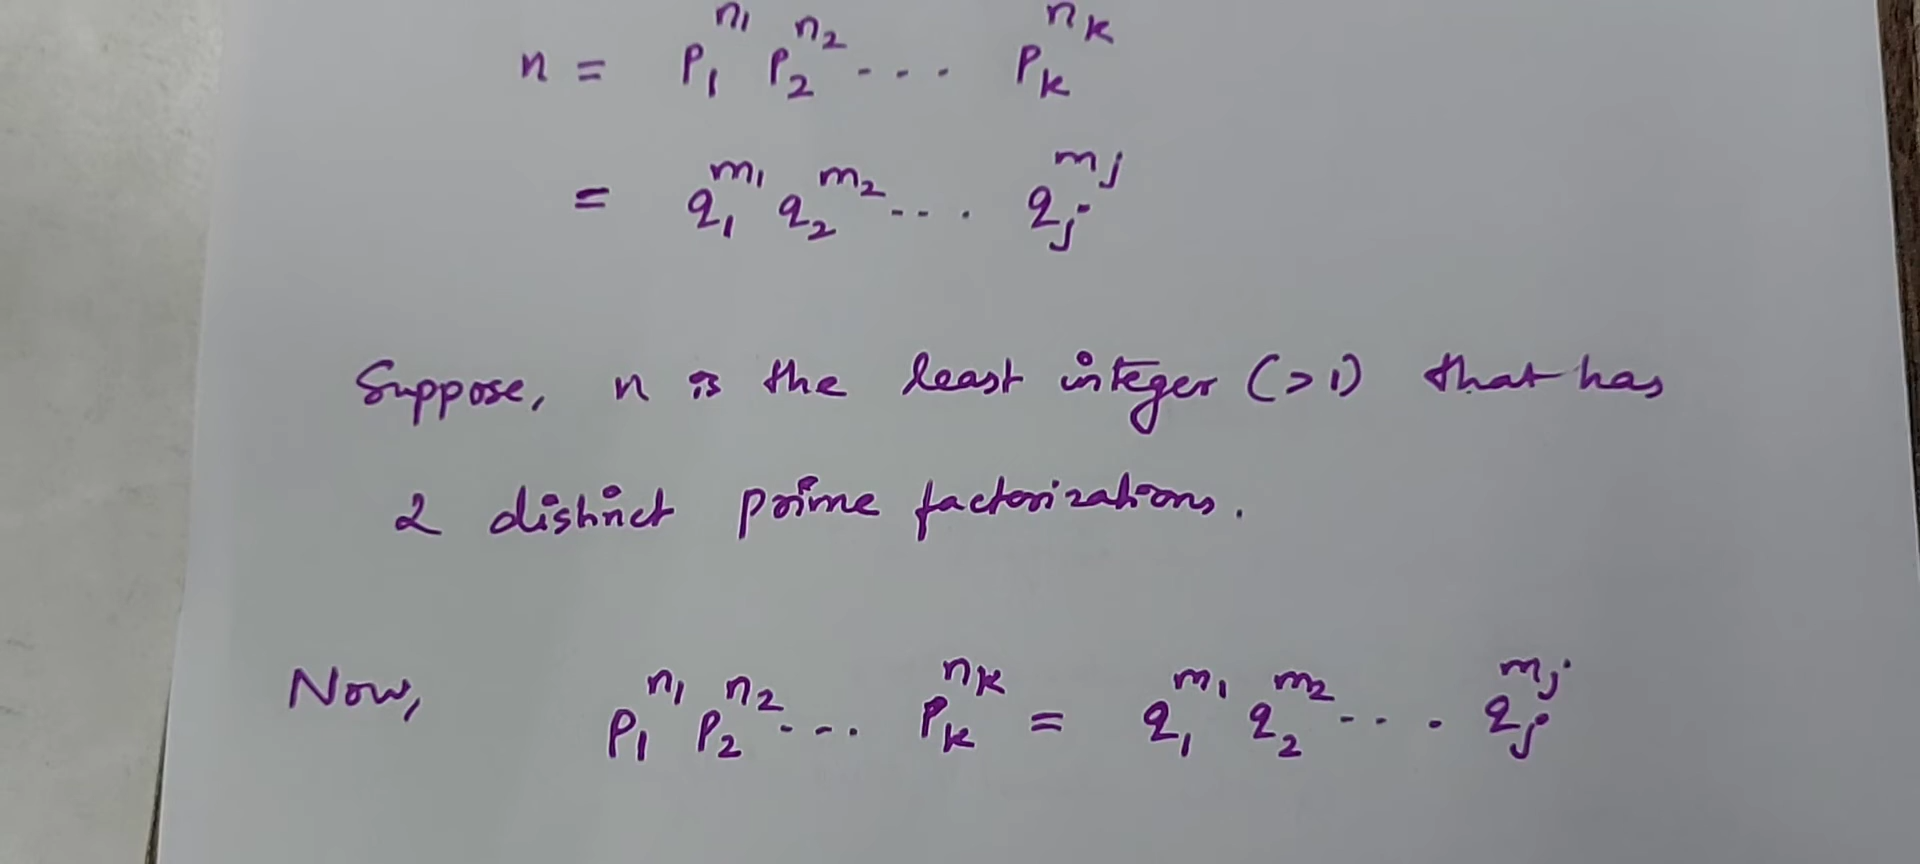 n = p₁^n₁ p₂^n₂ ... p_k^n_k
= q₁^m₁ q₂^m₂ ... q_j^m_j
Suppose, n is the least integer (>1) that has
2 distinct prime factorizations.
Now, p₁^n₁ p₂^n₂ ... p_k^n_k = q₁^m₁ q₂^m₂ ... q_j^m_j